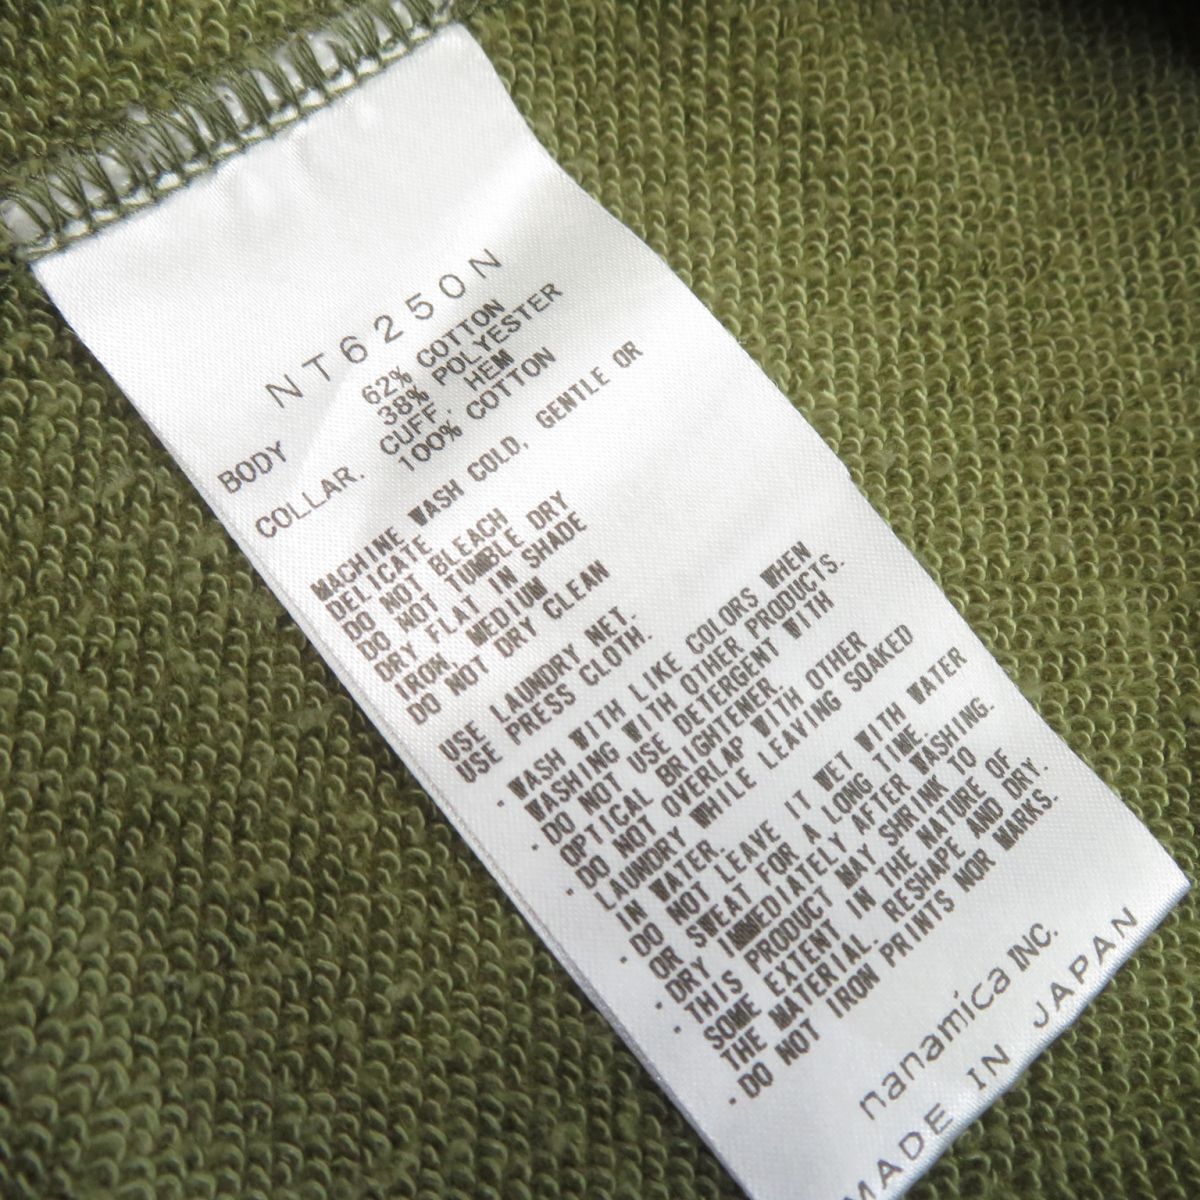 NT6250N
BODY 62% COTTON
38% POLYESTER
COLLAR. CUFF. HEM
100% COTTON
MACHINE WASH COLD, GENTLE OR
DELICATE
DO NOT BLEACH
DO NOT TUMBLE DRY
DRY FLAT IN SHADE
IRON, MEDIUM
DO NOT DRY CLEAN
USE LAUNDRY NET.
USE PRESS CLOTH.
・WASH WITH LIKE COLORS WHEN
WASHING WITH OTHER PRODUCTS.
・DO NOT USE DETERGENT WITH
OPTICAL BRIGHTENER.
・DO NOT OVERLAP WITH OTHER
LAUNDRY WHILE LEAVING SOAKED
IN WATER.
・DO NOT LEAVE IT WET WITH WATER
OR SWEAT FOR A LONG TIME.
・DRY IMMEDIATELY AFTER WASHING.
・THIS PRODUCT MAY SHRINK TO
SOME EXTENT IN THE NATURE OF
THE MATERIAL. RESHAPE AND DRY.
・DO NOT IRON PRINTS NOR MARKS.
nanamica INC.
MADE IN JAPAN